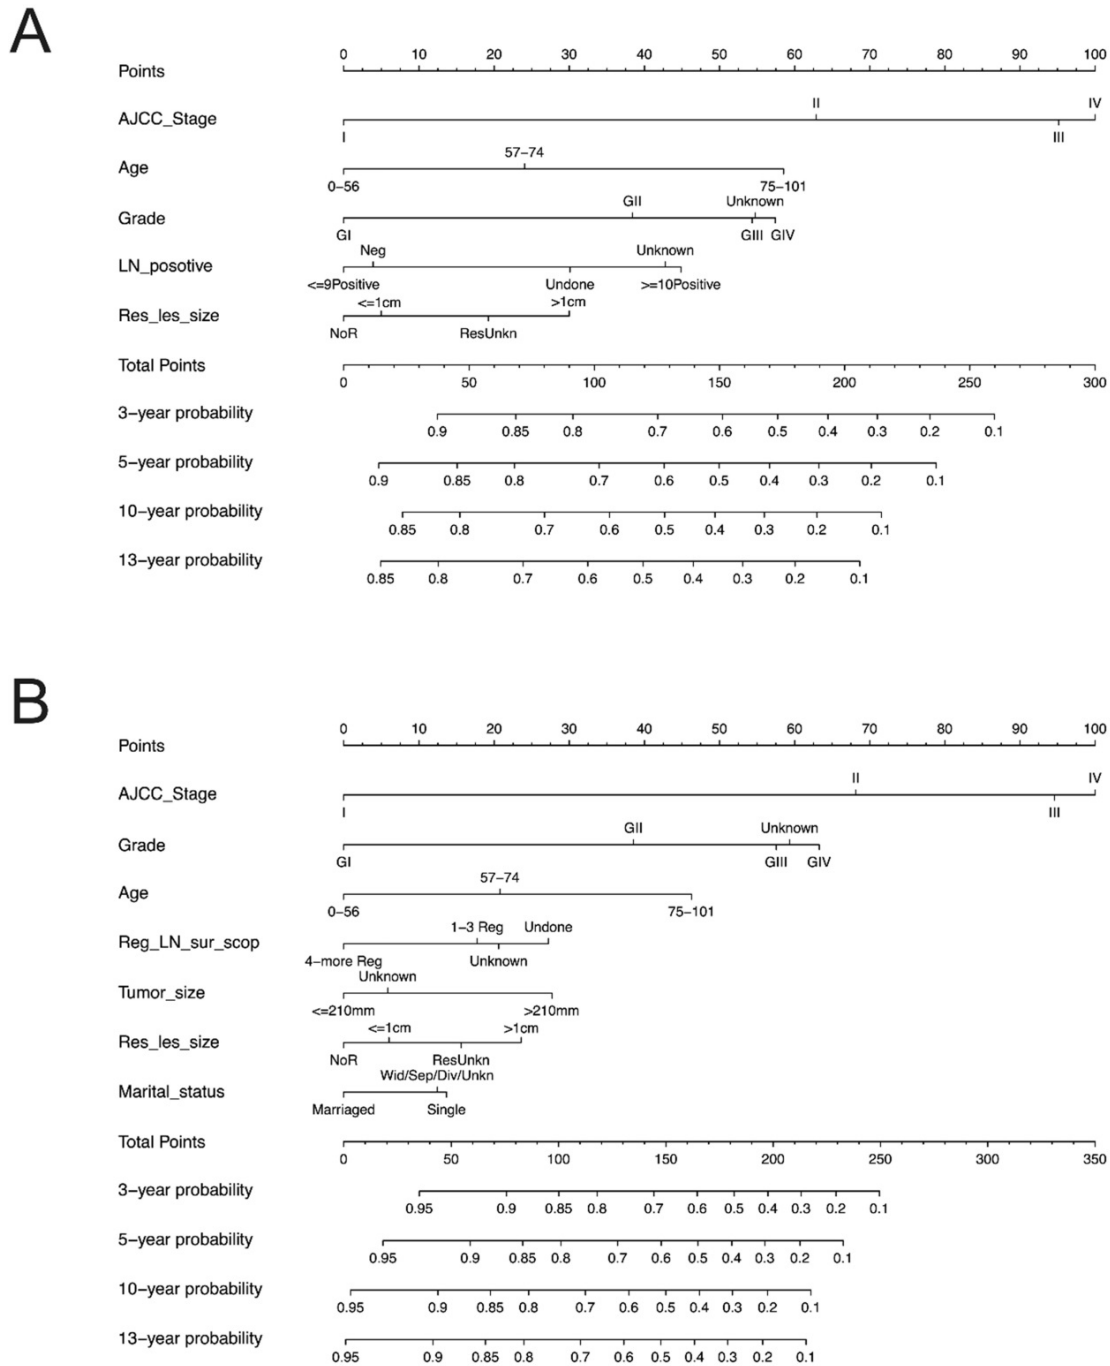 A
0 10 20 30 40 50 60 70 80 90 100
Points
II IV
AJCC_Stage
I III
57–74
Age
0–56 75–101
GII Unknown
Grade
GI GIII GIV
Neg Unknown
LN_posotive
<=9Positive Undone >=10Positive
<=1cm >1cm
Res_les_size
NoR ResUnkn
Total Points
0 50 100 150 200 250 300
3–year probability
0.9 0.85 0.8 0.7 0.6 0.5 0.4 0.3 0.2 0.1
5–year probability
0.9 0.85 0.8 0.7 0.6 0.5 0.4 0.3 0.2 0.1
10–year probability
0.85 0.8 0.7 0.6 0.5 0.4 0.3 0.2 0.1
13–year probability
0.85 0.8 0.7 0.6 0.5 0.4 0.3 0.2 0.1
B
0 10 20 30 40 50 60 70 80 90 100
Points
II IV
AJCC_Stage
I III
GII Unknown
Grade
GI GIII GIV
57–74
Age
0–56 75–101
1–3 Reg Undone
Reg_LN_sur_scop
4–more Reg Unknown
Unknown
Tumor_size
<=210mm >210mm
<=1cm >1cm
Res_les_size
NoR ResUnkn
Wid/Sep/Div/Unkn
Marital_status
Marriaged Single
Total Points
0 50 100 150 200 250 300 350
3–year probability
0.95 0.9 0.85 0.8 0.7 0.6 0.5 0.4 0.3 0.2 0.1
5–year probability
0.95 0.9 0.85 0.8 0.7 0.6 0.5 0.4 0.3 0.2 0.1
10–year probability
0.95 0.9 0.85 0.8 0.7 0.6 0.5 0.4 0.3 0.2 0.1
13–year probability
0.95 0.9 0.85 0.8 0.7 0.6 0.5 0.4 0.3 0.2 0.1